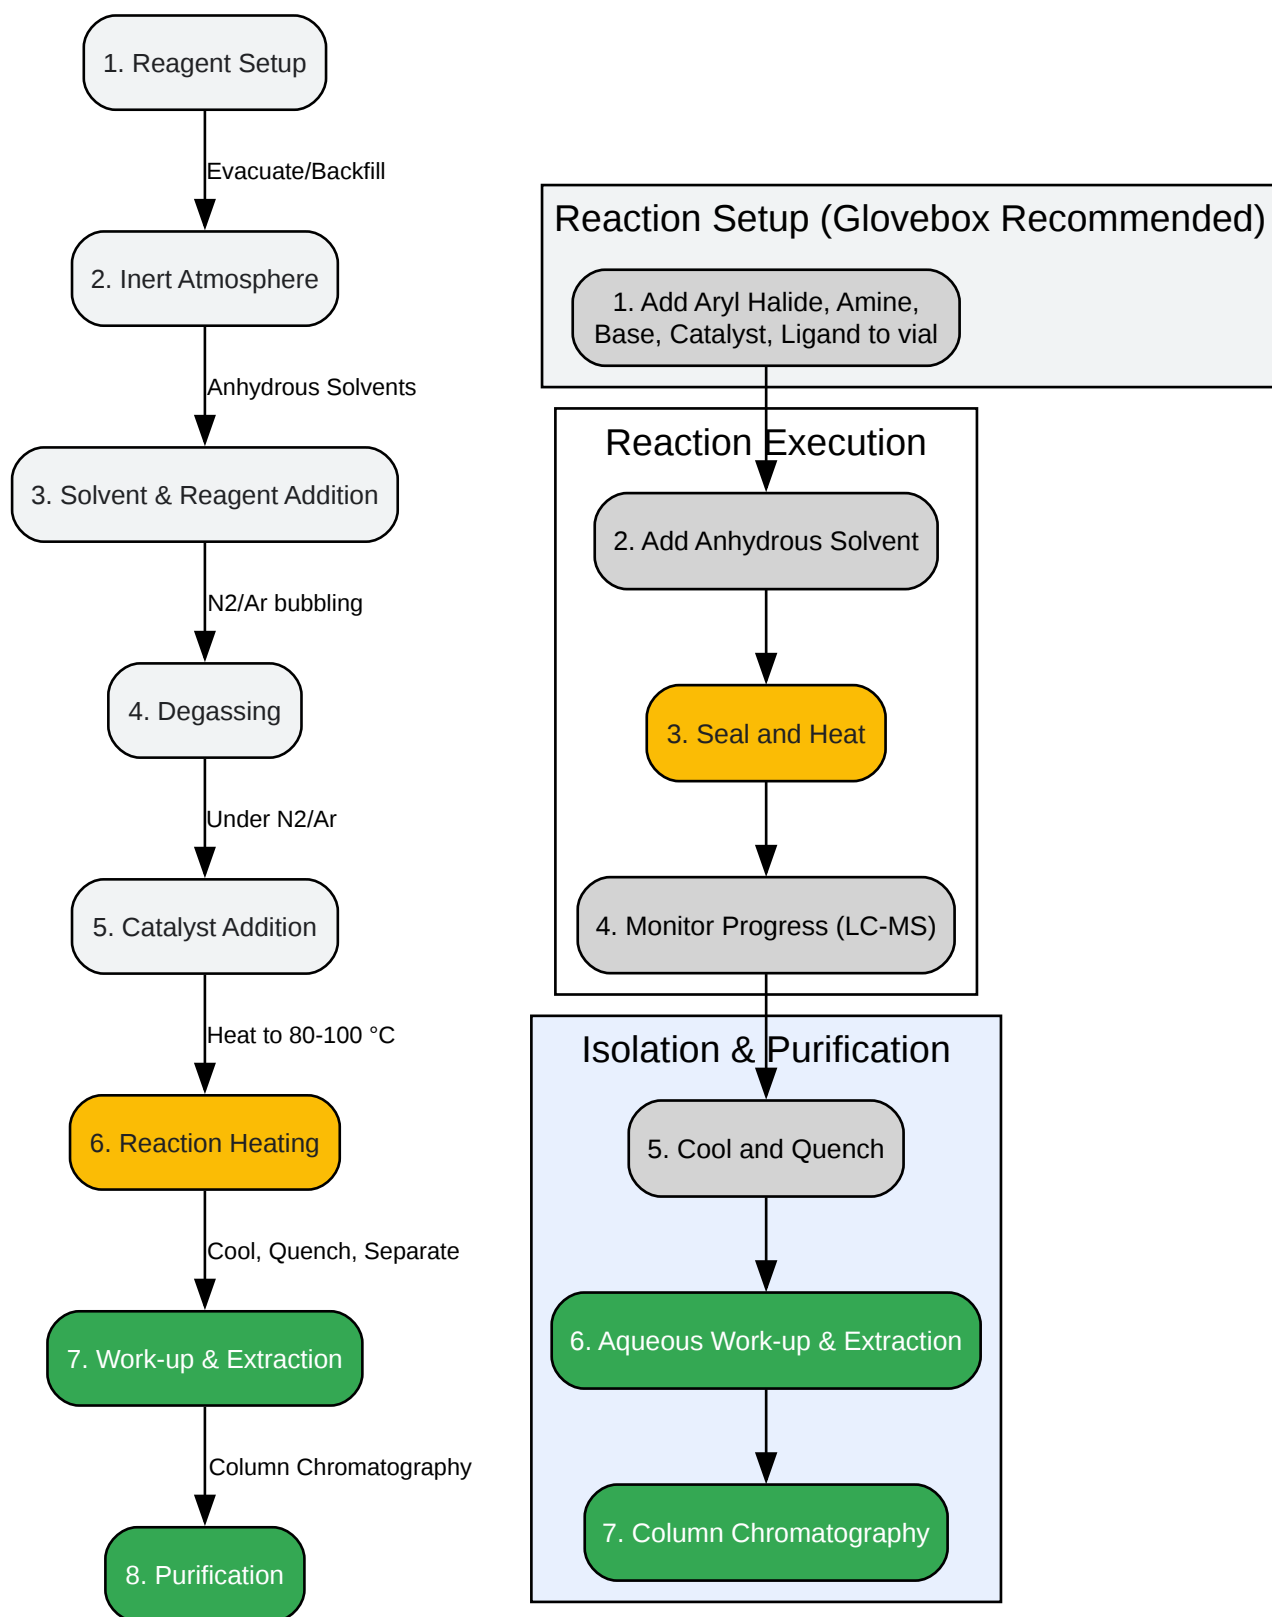 1. Reagent Setup
Evacuate/Backfill
2. Inert Atmosphere
Anhydrous Solvents
3. Solvent & Reagent Addition
N2/Ar bubbling
4. Degassing
Under N2/Ar
5. Catalyst Addition
Heat to 80-100 °C
6. Reaction Heating
Cool, Quench, Separate
7. Work-up & Extraction
Column Chromatography
8. Purification
Reaction Setup (Glovebox Recommended)
1. Add Aryl Halide, Amine,
Base, Catalyst, Ligand to vial
Reaction Execution
2. Add Anhydrous Solvent
3. Seal and Heat
4. Monitor Progress (LC-MS)
Isolation & Purification
5. Cool and Quench
6. Aqueous Work-up & Extraction
7. Column Chromatography